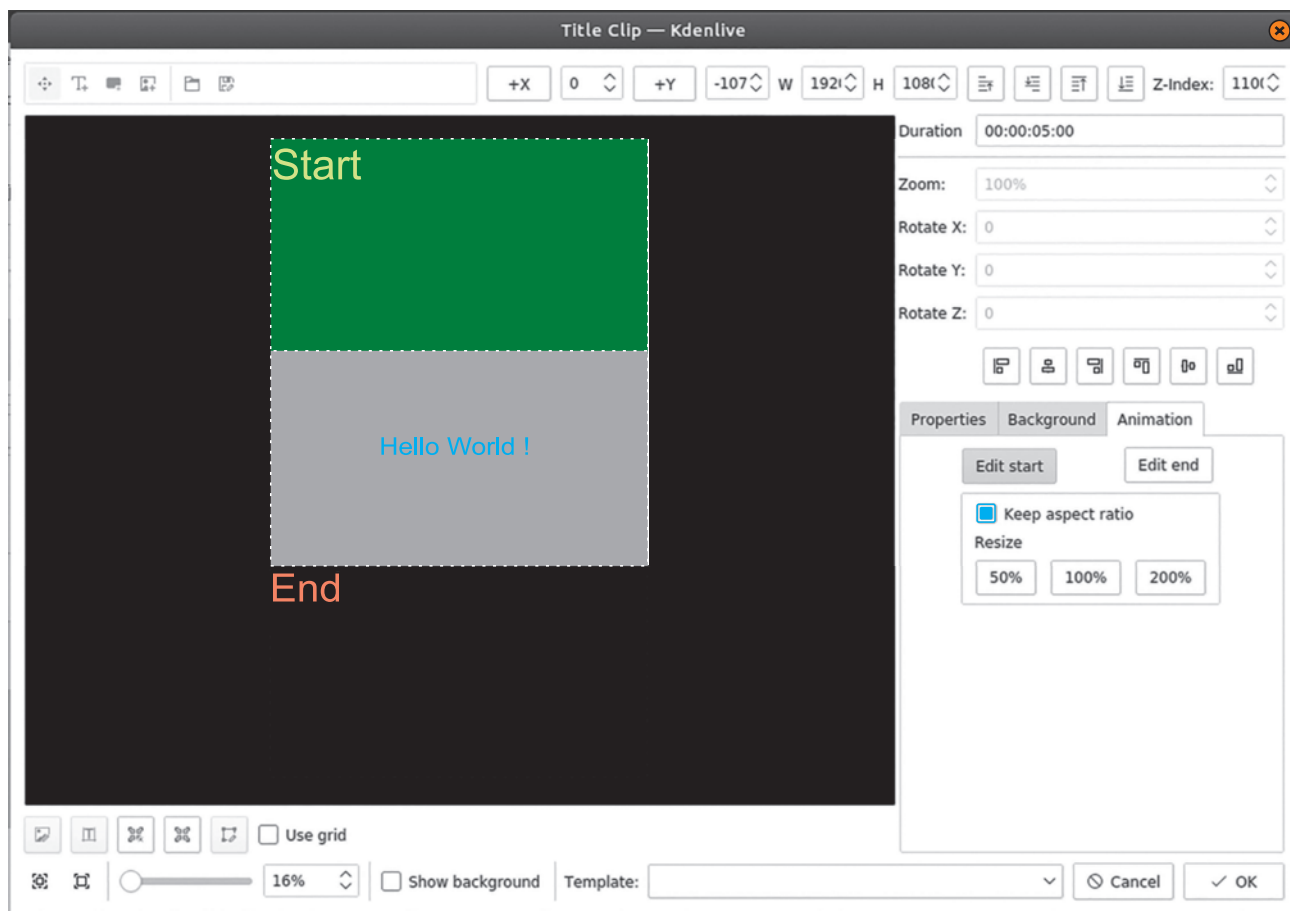 Title Clip — Kdenlive
+X 0 +Y -107 W 192 H 108 Z-Index: 110
Duration 00:00:05:00
Start
Zoom: 100%
Rotate X: 0
Rotate Y: 0
Rotate Z: 0
Properties Background Animation
Hello World !
Edit start Edit end
Keep aspect ratio
Resize
50% 100% 200%
End
Use grid
16% Show background Template: Cancel OK